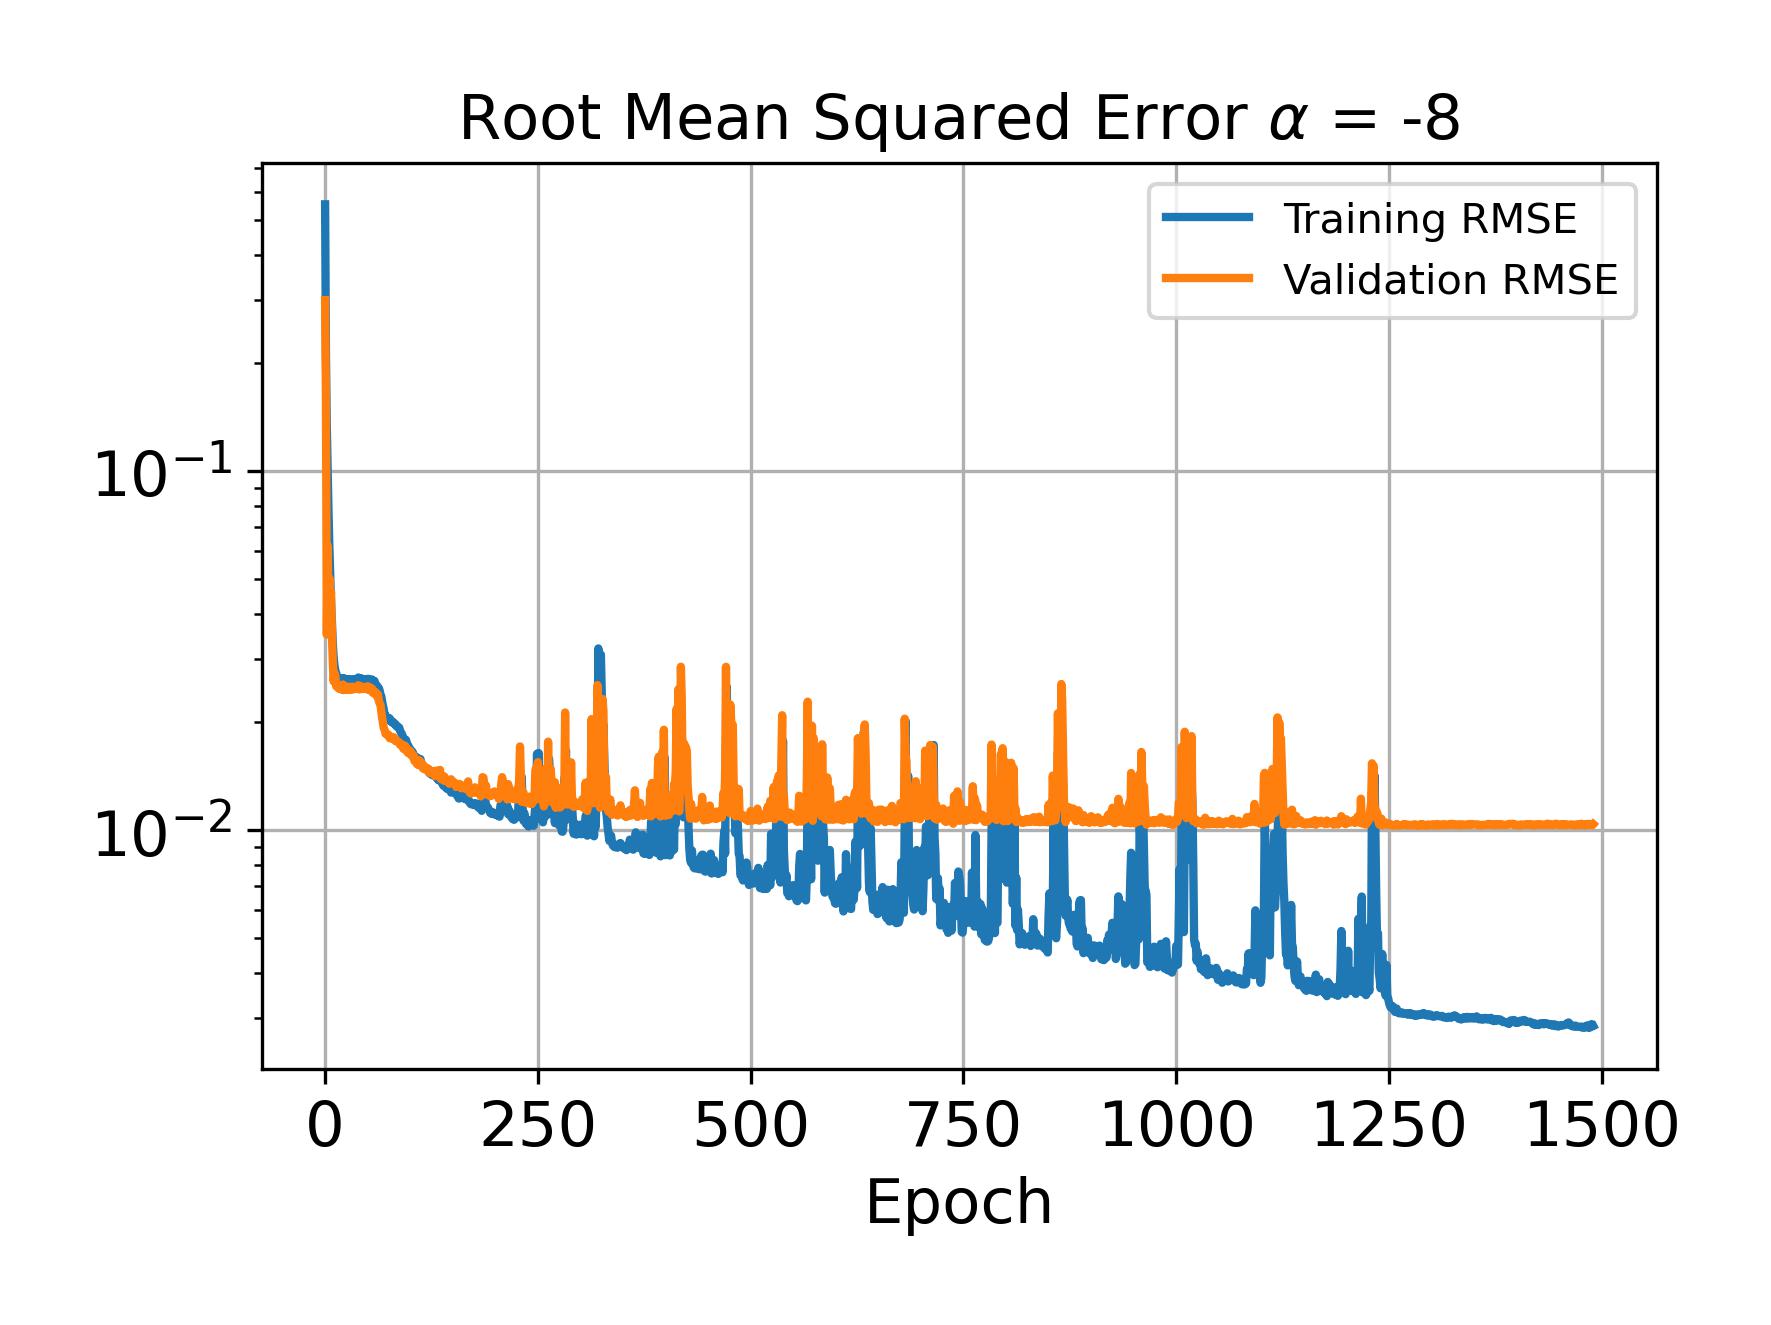 Root Mean Squared Error α = -8
Training RMSE
Validation RMSE
10⁻¹
10⁻²
0 250 500 750 1000 1250 1500
Epoch